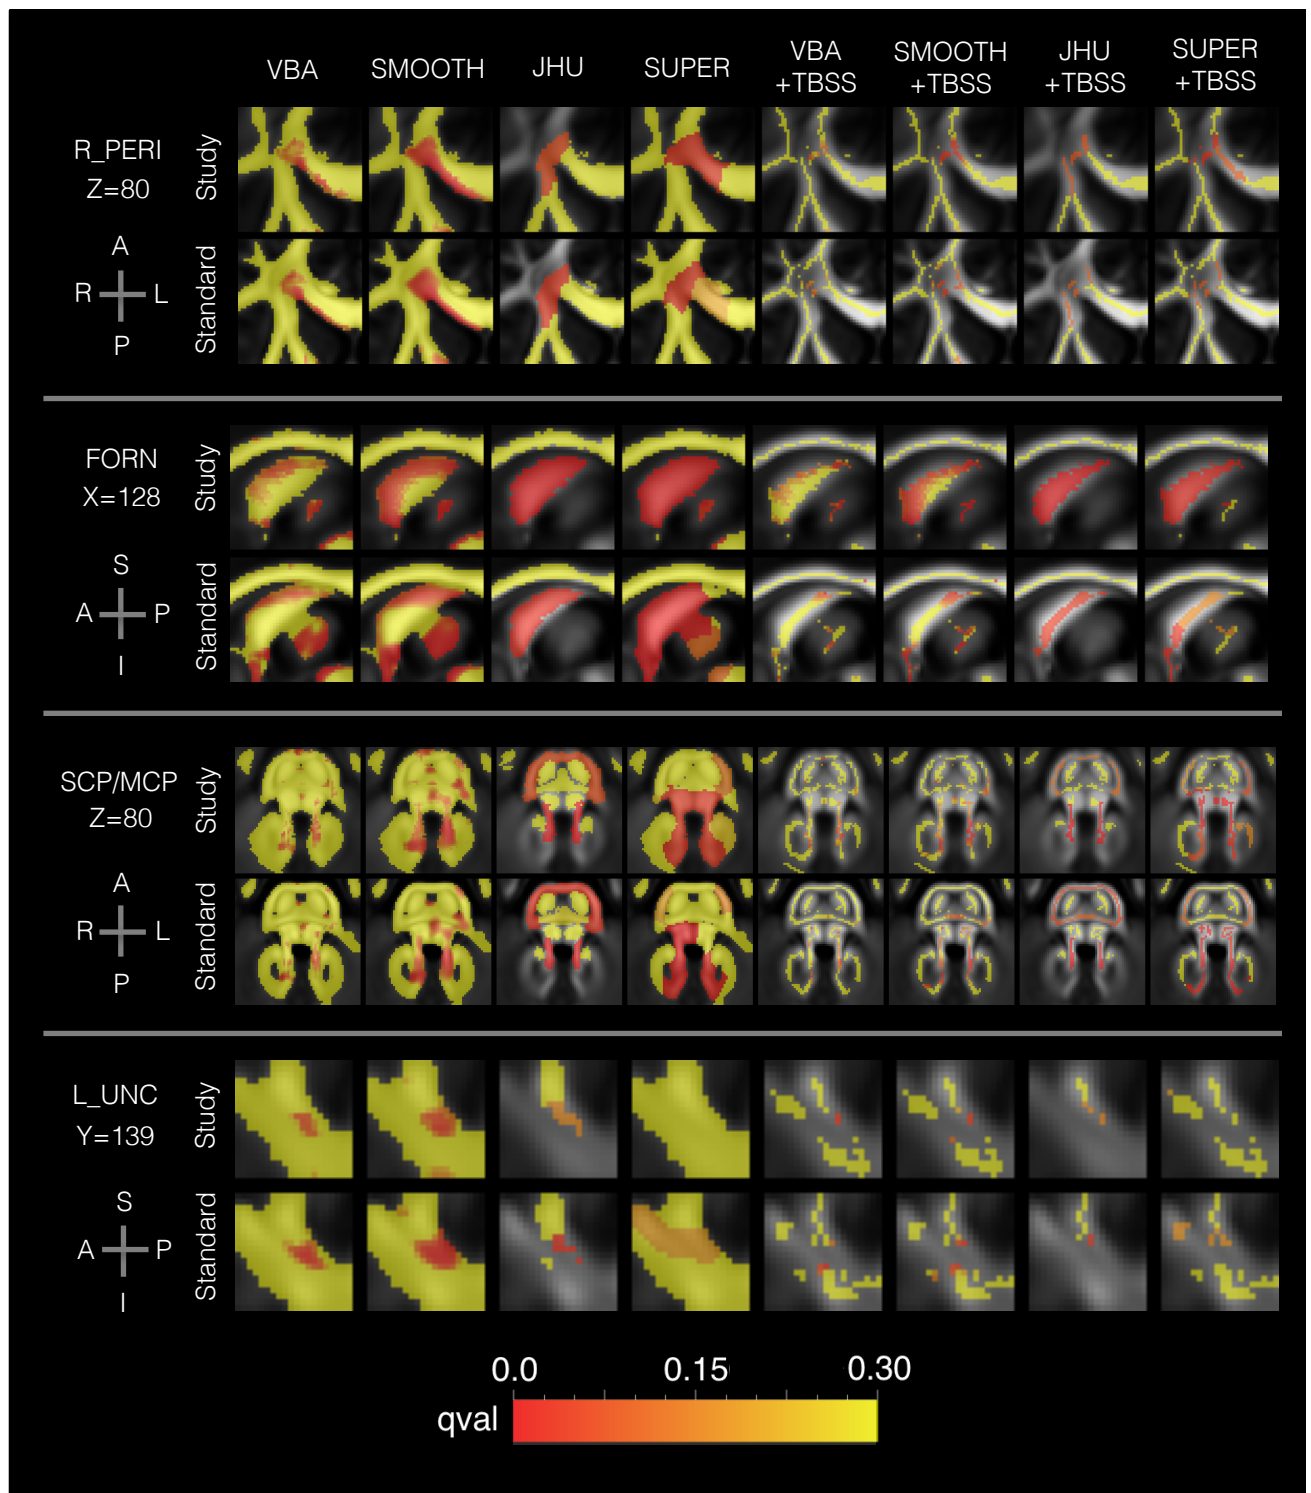 VBA SMOOTH JHU SUPER VBA +TBSS SMOOTH +TBSS JHU +TBSS SUPER +TBSS
R_PERI
Z=80
Study
Standard
A
R L
P
FORN
X=128
Study
Standard
S
A P
I
SCP/MCP
Z=80
Study
Standard
A
R L
P
L_UNC
Y=139
Study
Standard
S
A P
I
0.0 0.15 0.30
qval